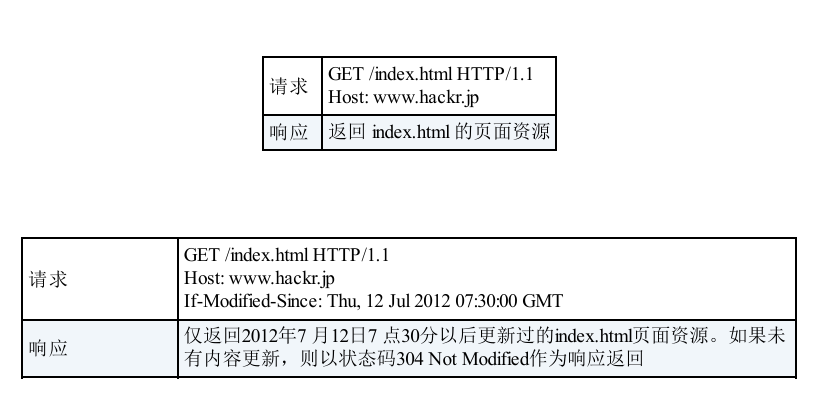 请求
GET /index.html HTTP/1.1
Host: www.hackr.jp
响应
返回 index.html 的页面资源
请求
GET /index.html HTTP/1.1
Host: www.hackr.jp
If-Modified-Since: Thu, 12 Jul 2012 07:30:00 GMT
响应
仅返回2012年7 月12日7 点30分以后更新过的index.html页面资源。如果未
有内容更新，则以状态码304 Not Modified作为响应返回